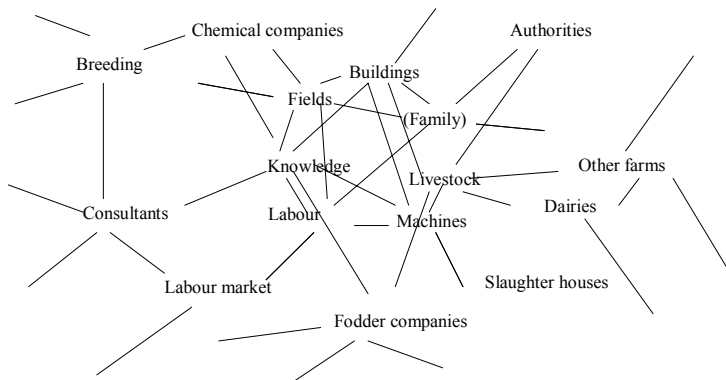 Chemical companies
Authorities
Breeding
Buildings
Fields
(Family)
Knowledge
Livestock
Other farms
Consultants
Labour
Machines
Dairies
Labour market
Slaughter houses
Fodder companies